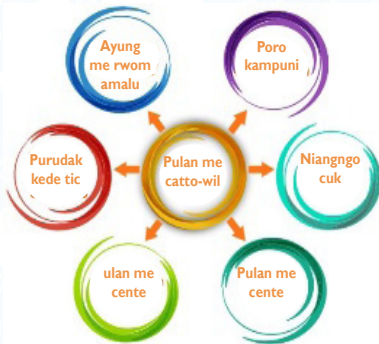 Ayung
me rwom
amalu
Poro
kampuni
Purudak
kede tic
Pulan me
catto-wil
Niangngo
cuk
ulan me
cente
Pulan me
cente